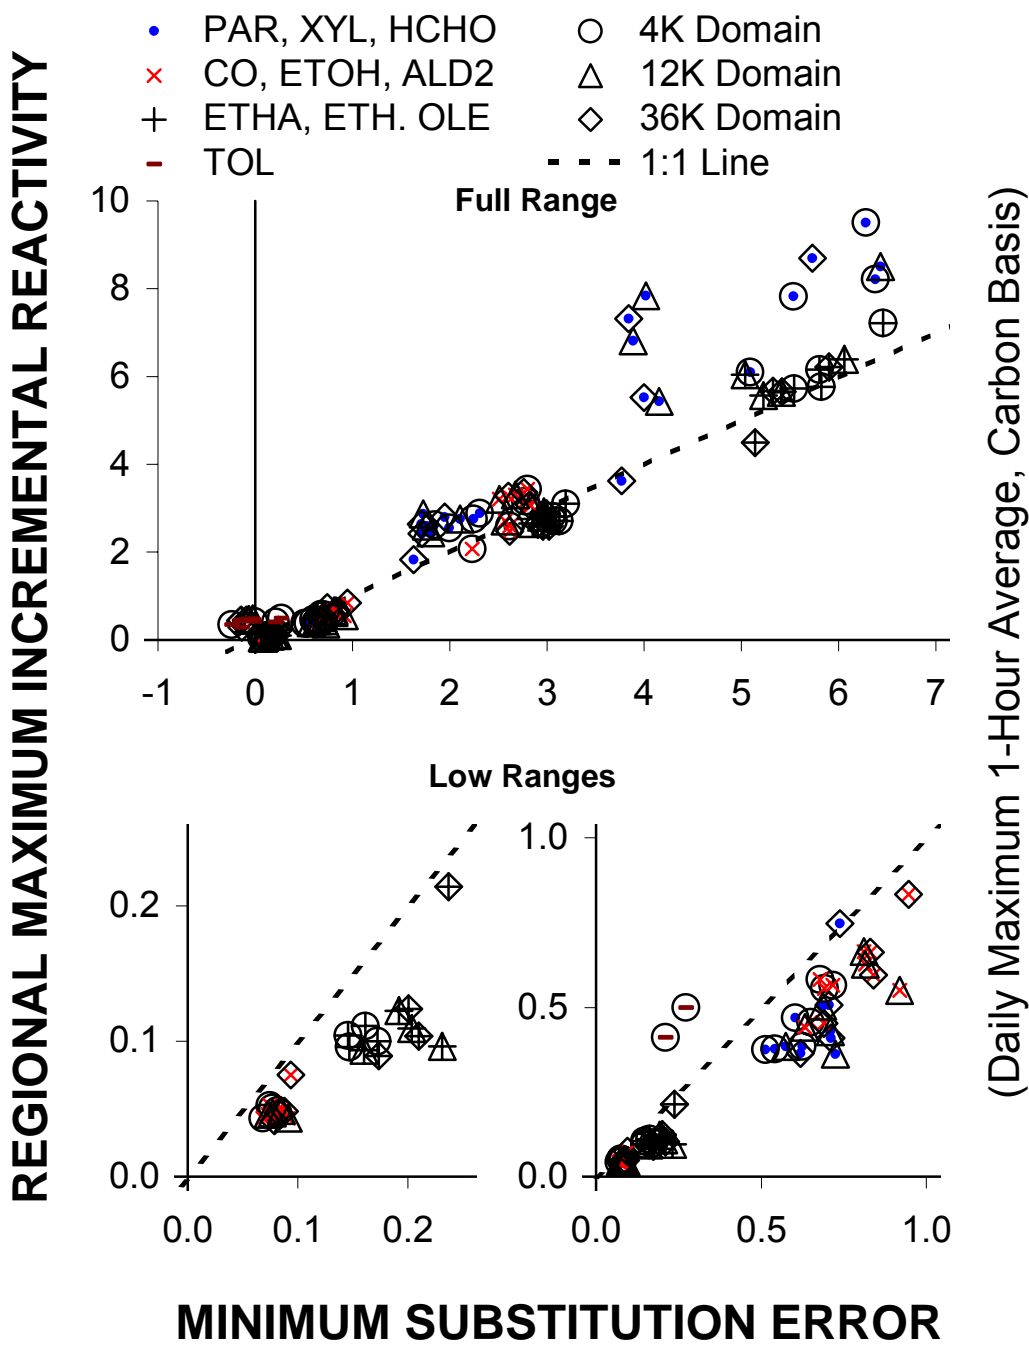 PAR, XYL, HCHO
4K Domain
CO, ETOH, ALD2
12K Domain
ETHA, ETH. OLE
36K Domain
TOL
1:1 Line
REGIONAL MAXIMUM INCREMENTAL REACTIVITY
(Daily Maximum 1-Hour Average, Carbon Basis)
Full Range
10
8
6
4
2
0
-1 0 1 2 3 4 5 6 7
Low Ranges
0.2
0.1
0.0
0.0 0.1 0.2
1.0
0.5
0.0
0.0 0.5 1.0
MINIMUM SUBSTITUTION ERROR